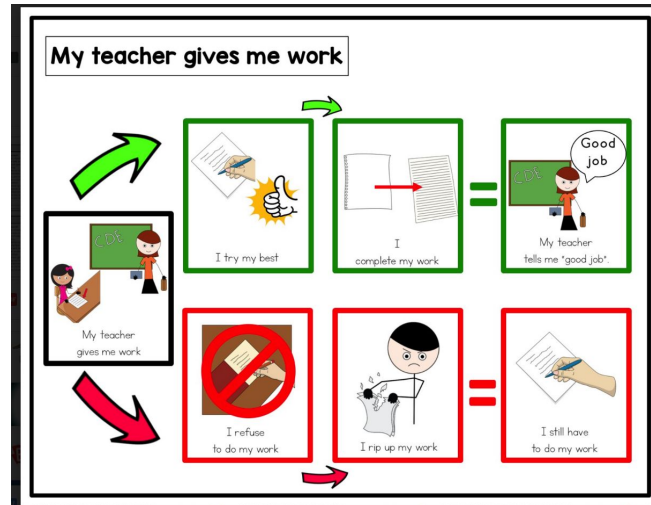 My teacher gives me work
CDE
My teacher
gives me work
I try my best
I
complete my work
CDE
Good
job
My teacher
tells me "good job".
I refuse
to do my work
I rip up my work
I still have
to do my work